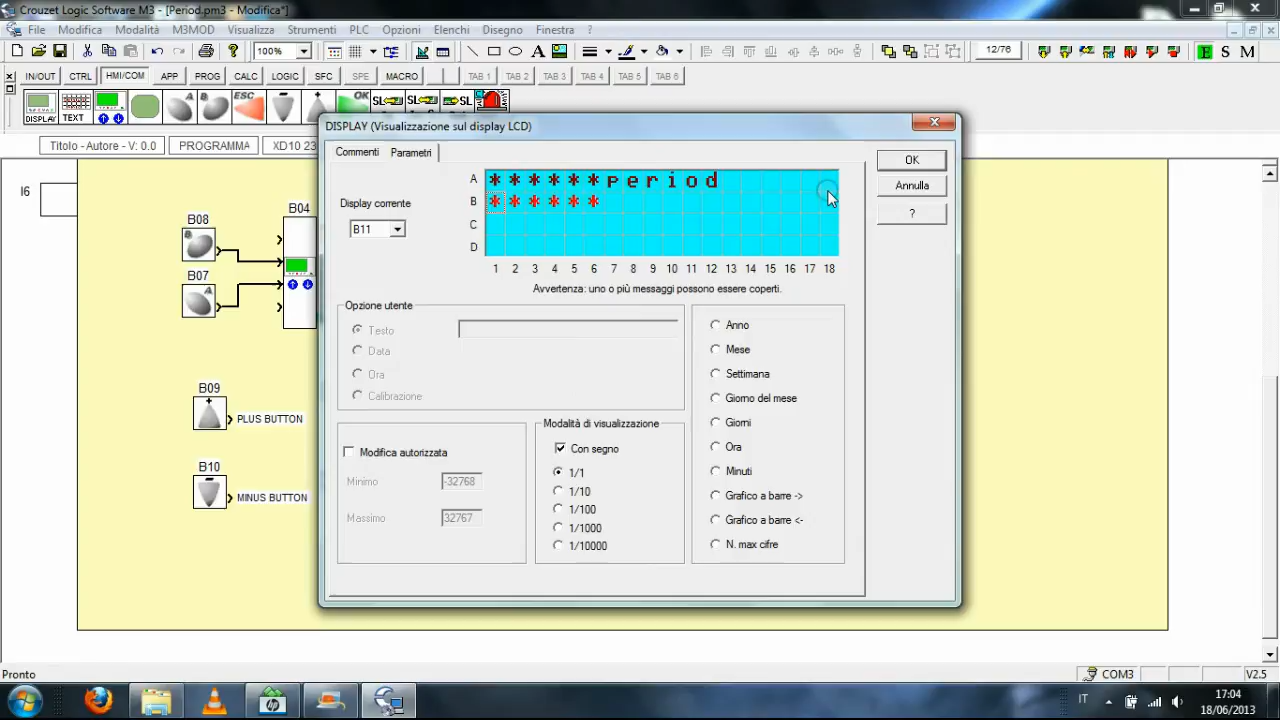 Crouzet Logic Software M3 - [Period.pm3 - Modifica*]
File Modifica Modalità M3MOD Visualizza Strumenti PLC Opzioni Elenchi Disegno Finestra ?
100% A 12/76 E S M
IN/OUT CTRL HMI/COM APP PROG CALC LOGIC SFC SPE MACRO TAB 1 TAB 2 TAB 3 TAB 4 TAB 5 TAB 6
DISPLAY TEXT A B ESC + OK SL SL SL
Titolo - Autore - V: 0.0 PROGRAMMA XD10 23
DISPLAY (Visualizzazione sul display LCD)
Commenti Parametri
OK
Annulla
?
Display corrente
B11
A ******period
B ******
C
D
1 2 3 4 5 6 7 8 9 10 11 12 13 14 15 16 17 18
Avvertenza: uno o più messaggi possono essere coperti.
Opzione utente
Testo
Data
Ora
Calibrazione
Modifica autorizzata
Minimo -32768
Massimo 32767
Modalità di visualizzazione
Con segno
1/1
1/10
1/100
1/1000
1/10000
Anno
Mese
Settimana
Giorno del mese
Giorni
Ora
Minuti
Grafico a barre ->
Grafico a barre <-
N. max cifre
I6
B08
B
B04
B07
A
B09
+
PLUS BUTTON
B10
MINUS BUTTON
Pronto
COM3 V2.5
IT
17:04
18/06/2013